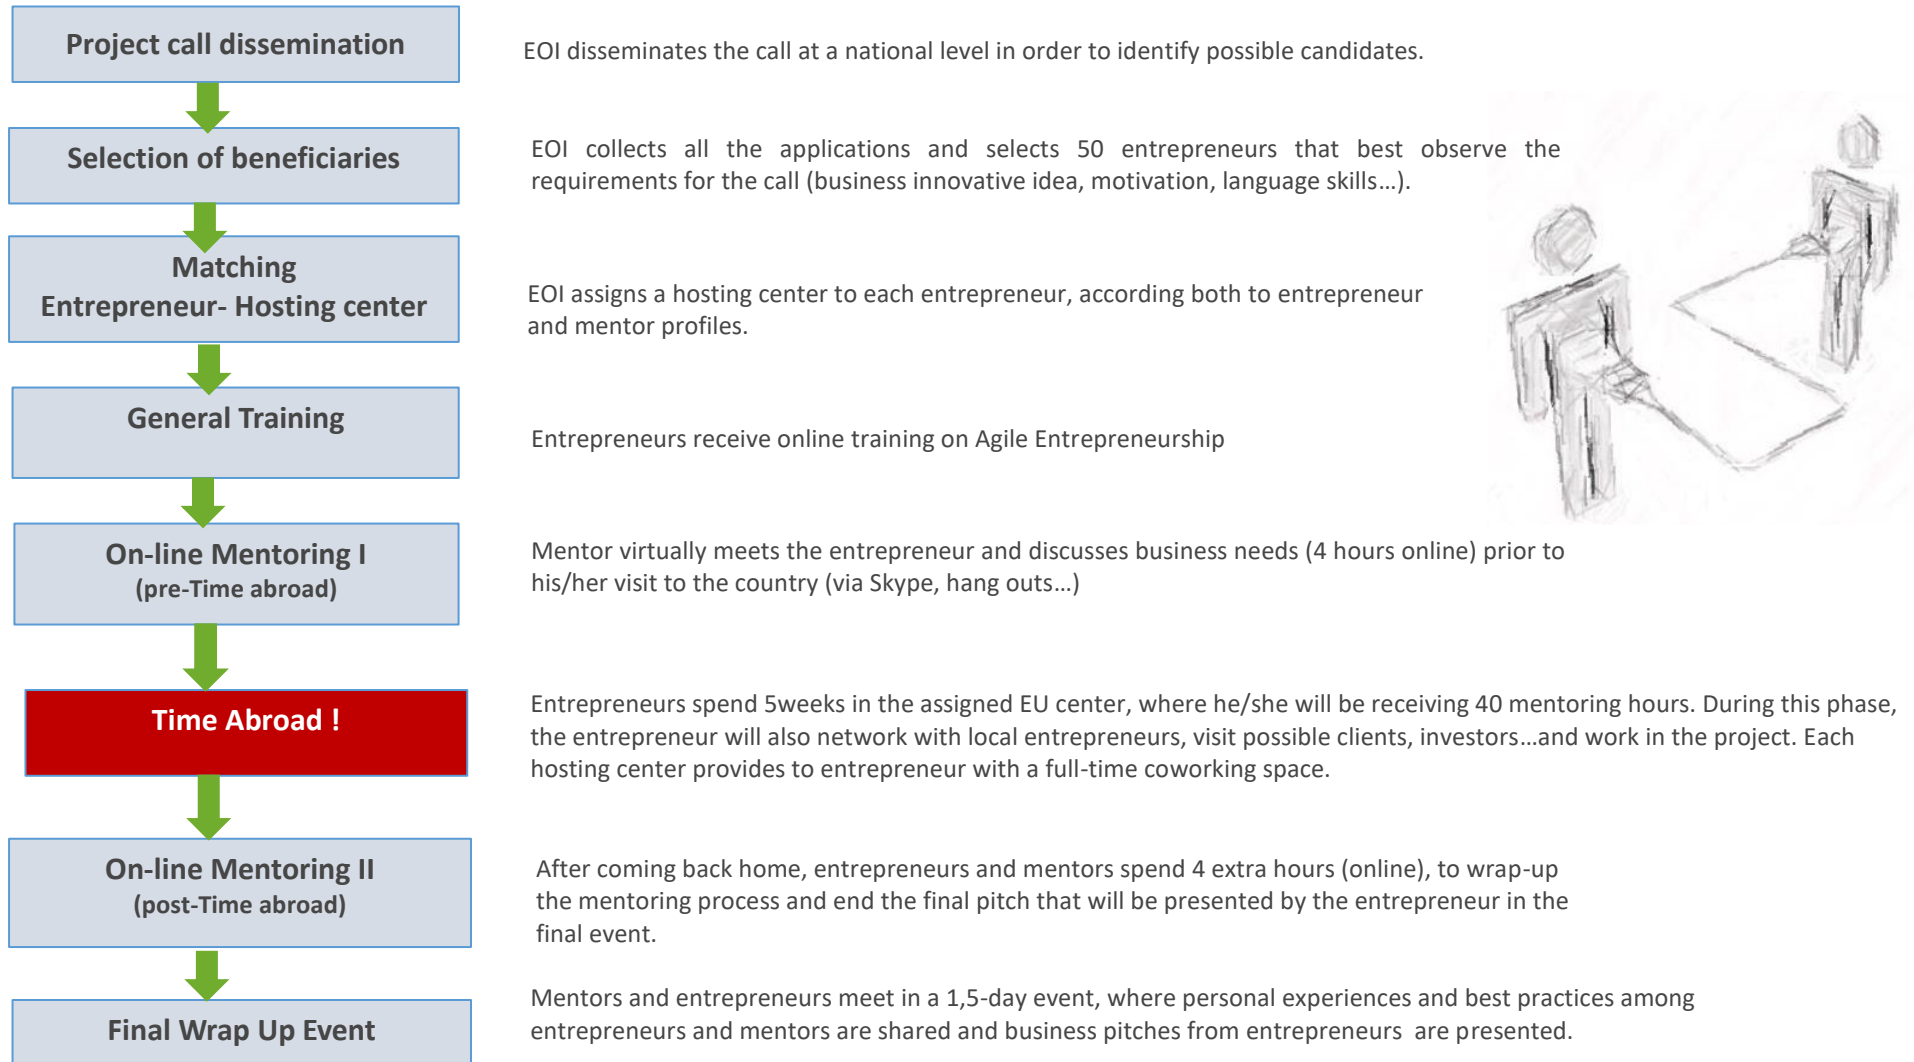 Project call dissemination
EOI disseminates the call at a national level in order to identify possible candidates.
Selection of beneficiaries
EOI collects all the applications and selects 50 entrepreneurs that best observe the
requirements for the call (business innovative idea, motivation, language skills…).
Matching
Entrepreneur- Hosting center
EOI assigns a hosting center to each entrepreneur, according both to entrepreneur
and mentor profiles.
General Training
Entrepreneurs receive online training on Agile Entrepreneurship
On-line Mentoring I
(pre-Time abroad)
Mentor virtually meets the entrepreneur and discusses business needs (4 hours online) prior to
his/her visit to the country (via Skype, hang outs…)
Time Abroad !
Entrepreneurs spend 5weeks in the assigned EU center, where he/she will be receiving 40 mentoring hours. During this phase,
the entrepreneur will also network with local entrepreneurs, visit possible clients, investors…and work in the project. Each
hosting center provides to entrepreneur with a full-time coworking space.
On-line Mentoring II
(post-Time abroad)
After coming back home, entrepreneurs and mentors spend 4 extra hours (online), to wrap-up
the mentoring process and end the final pitch that will be presented by the entrepreneur in the
final event.
Final Wrap Up Event
Mentors and entrepreneurs meet in a 1,5-day event, where personal experiences and best practices among
entrepreneurs and mentors are shared and business pitches from entrepreneurs are presented.